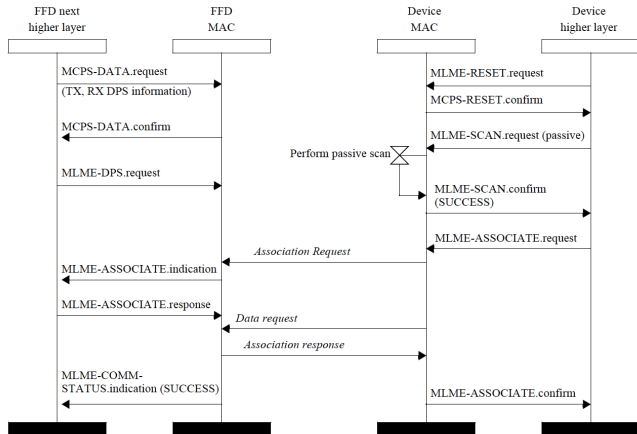 FFD next
higher layer
FFD
MAC
Device
MAC
Device
higher layer
MCPS-DATA.request
(TX, RX DPS information)
MLME-RESET.request
MCPS-RESET.confirm
MCPS-DATA.confirm
MLME-SCAN.request (passive)
Perform passive scan
MLME-DPS.request
MLME-SCAN.confirm
(SUCCESS)
MLME-ASSOCIATE.request
Association Request
MLME-ASSOCIATE.indication
MLME-ASSOCIATE.response
Data request
Association response
MLME-COMM-
STATUS.indication (SUCCESS)
MLME-ASSOCIATE.confirm